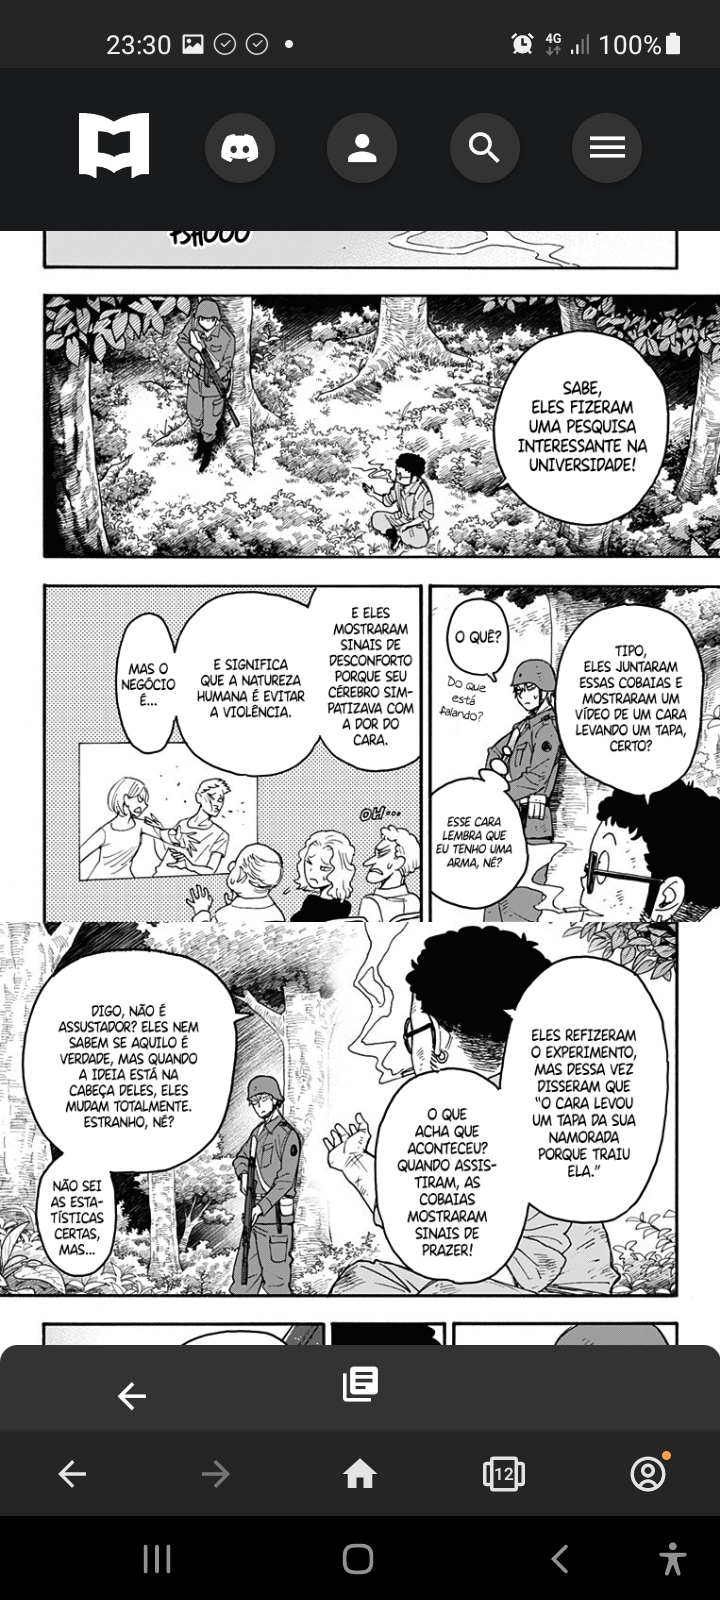 23:30
4G
100%
FSHOOO
SABE,
ELES FIZERAM
UMA PESQUISA
INTERESSANTE NA
UNIVERSIDADE!
TIPO,
ELES JUNTARAM
ESSAS COBAIAS E
MOSTRARAM UM
VÍDEO DE UM CARA
LEVANDO UM TAPA,
CERTO?
O QUÊ?
Do que
está
falando?
ESSE CARA
LEMBRA QUE
EU TENHO UMA
ARMA, NÉ?
E ELES
MOSTRARAM
SINAIS DE
DESCONFORTO
PORQUE SEU
CÉREBRO SIM-
PATIZAVA COM
A DOR DO
CARA.
E SIGNIFICA
QUE A NATUREZA
HUMANA É EVITAR
A VIOLÊNCIA.
MAS O
NEGÓCIO
É...
OH...
ELES REFIZERAM
O EXPERIMENTO,
MAS DESSA VEZ
DISSERAM QUE
"O CARA LEVOU
UM TAPA DA SUA
NAMORADA
PORQUE TRAIU
ELA."
O QUE
ACHA QUE
ACONTECEU?
QUANDO ASSIS-
TIRAM, AS
COBAIAS
MOSTRARAM
SINAIS DE
PRAZER!
DIGO, NÃO É
ASSUSTADOR? ELES NEM
SABEM SE AQUILO É
VERDADE, MAS QUANDO
A IDEIA ESTÁ NA
CABEÇA DELES, ELES
MUDAM TOTALMENTE.
ESTRANHO, NÉ?
NÃO SEI
AS ESTA-
TÍSTICAS
CERTAS,
MAS...
12